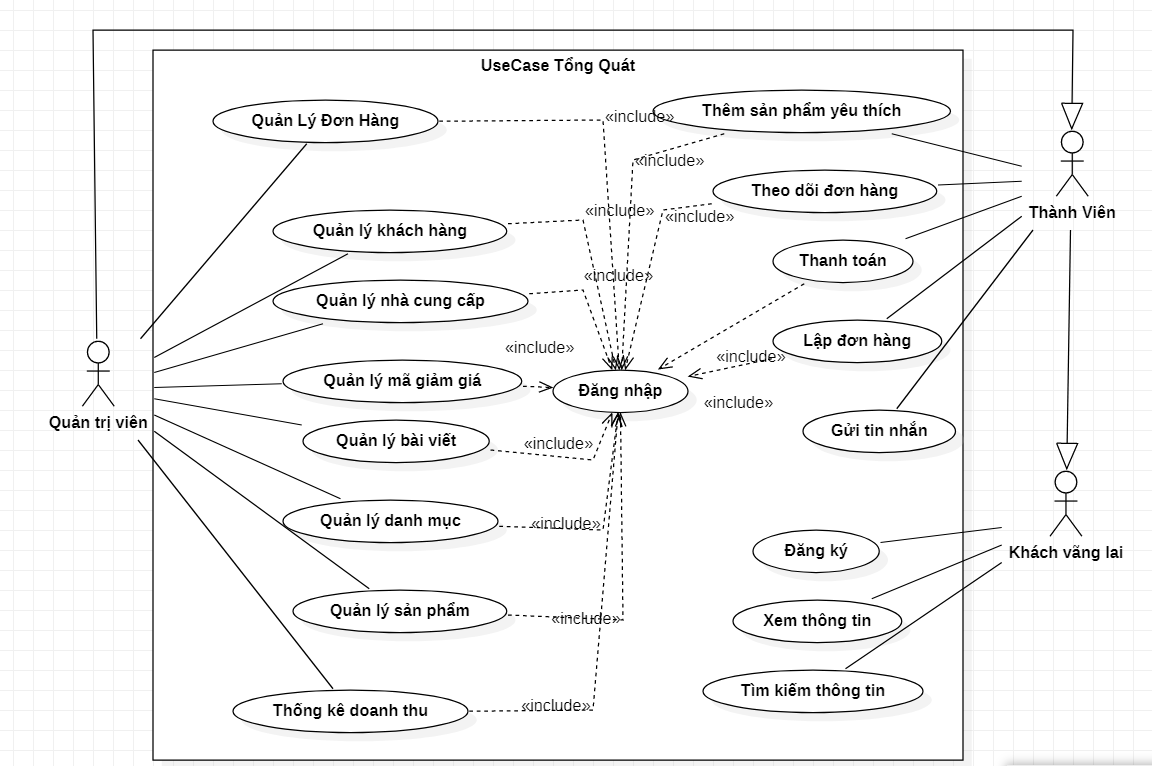 UseCase Tổng Quát
Quản Lý Đơn Hàng
«include»
Thêm sản phẩm yêu thích
«include»
Theo dõi đơn hàng
«include»
«include»
Thành Viên
Quản lý khách hàng
Thanh toán
«include»
Quản lý nhà cung cấp
Lập đơn hàng
«include»
«include»
Quản lý mã giảm giá
Đăng nhập
«include»
Quản trị viên
Gửi tin nhắn
Quản lý bài viết
«include»
Quản lý danh mục
«include»
Đăng ký
Khách vãng lai
Quản lý sản phẩm
«include»
Xem thông tin
Tìm kiếm thông tin
Thống kê doanh thu
«include»